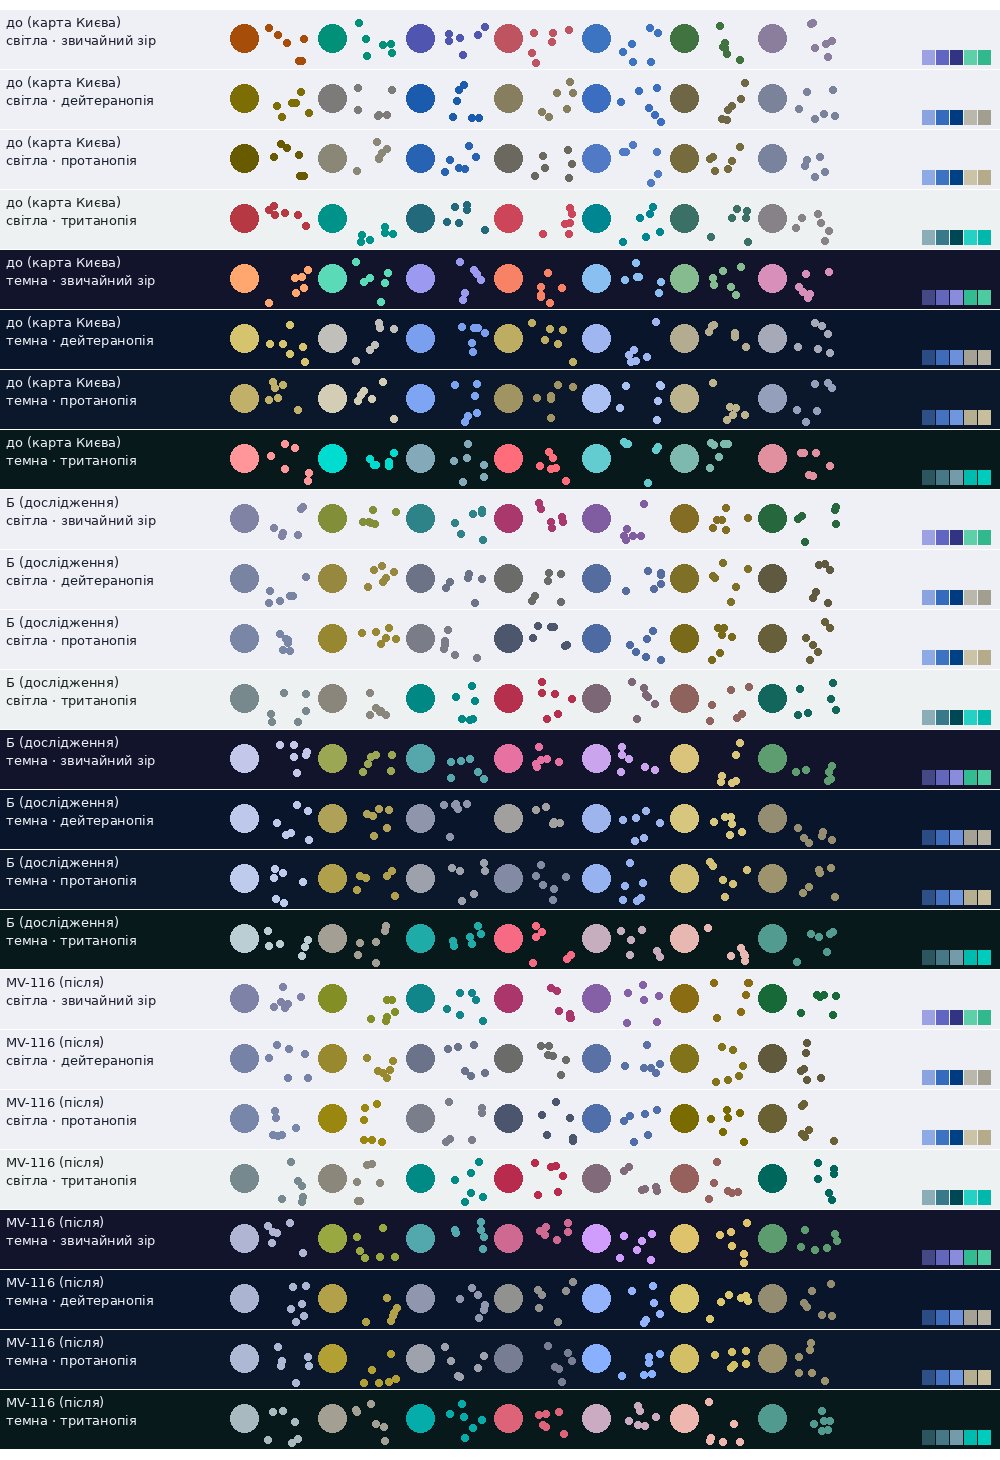 до (карта Києва)
світла · звичайний зір
до (карта Києва)
світла · дейтеранопія
до (карта Києва)
світла · протанопія
до (карта Києва)
світла · тританопія
до (карта Києва)
темна · звичайний зір
до (карта Києва)
темна · дейтеранопія
до (карта Києва)
темна · протанопія
до (карта Києва)
темна · тританопія
Б (дослідження)
світла · звичайний зір
Б (дослідження)
світла · дейтеранопія
Б (дослідження)
світла · протанопія
Б (дослідження)
світла · тританопія
Б (дослідження)
темна · звичайний зір
Б (дослідження)
темна · дейтеранопія
Б (дослідження)
темна · протанопія
Б (дослідження)
темна · тританопія
MV-116 (після)
світла · звичайний зір
MV-116 (після)
світла · дейтеранопія
MV-116 (після)
світла · протанопія
MV-116 (після)
світла · тританопія
MV-116 (після)
темна · звичайний зір
MV-116 (після)
темна · дейтеранопія
MV-116 (після)
темна · протанопія
MV-116 (після)
темна · тританопія